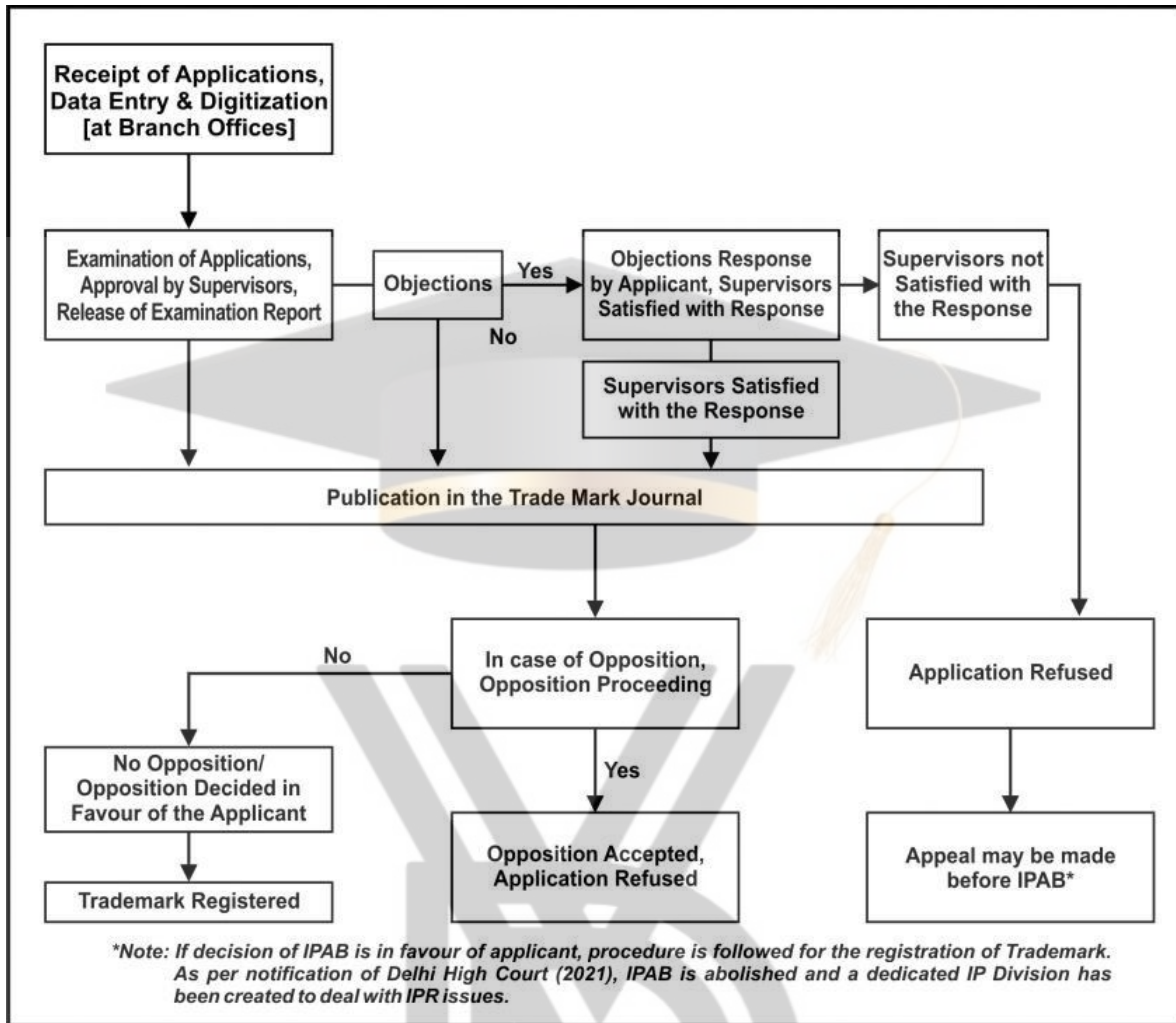 Receipt of Applications,
Data Entry & Digitization
[at Branch Offices]
Examination of Applications,
Approval by Supervisors,
Release of Examination Report
Objections
Yes
No
Objections Response
by Applicant, Supervisors
Satisfied with Response
Supervisors not
Satisfied with
the Response
Supervisors Satisfied
with the Response
Publication in the Trade Mark Journal
No
In case of Opposition,
Opposition Proceeding
Application Refused
No Opposition/
Opposition Decided in
Favour of the Applicant
Yes
Opposition Accepted,
Application Refused
Appeal may be made
before IPAB*
Trademark Registered
*Note: If decision of IPAB is in favour of applicant, procedure is followed for the registration of Trademark.
As per notification of Delhi High Court (2021), IPAB is abolished and a dedicated IP Division has
been created to deal with IPR issues.